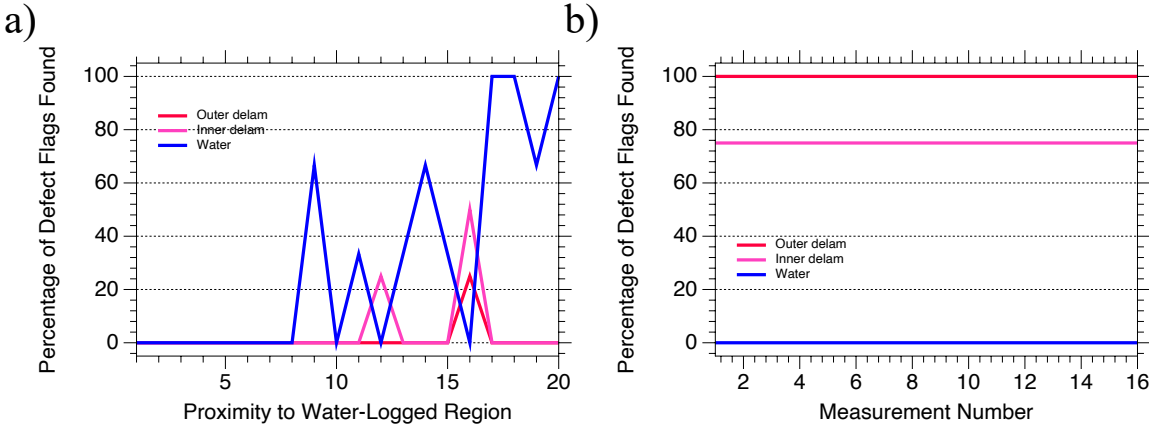 a)
Percentage of Defect Flags Found
100
80
60
40
20
0
Outer delam
Inner delam
Water
5
10
15
20
Proximity to Water-Logged Region
b)
Percentage of Defect Flags Found
100
80
60
40
20
0
Outer delam
Inner delam
Water
2
4
6
8
10
12
14
16
Measurement Number